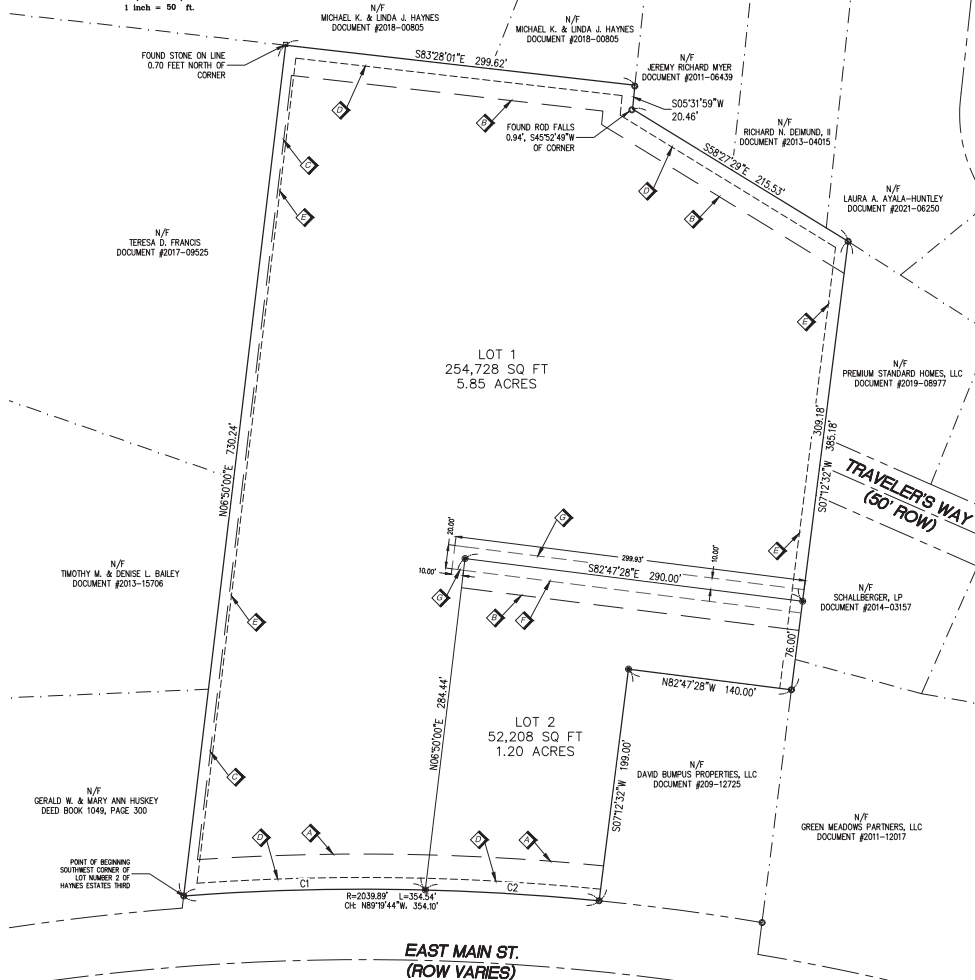 1 inch = 50 ft.
N/F
MICHAEL K. & LINDA J. HAYNES
DOCUMENT #2018-00805
N/F
MICHAEL K. & LINDA J. HAYNES
DOCUMENT #2018-00805
FOUND STONE ON LINE
0.70 FEET NORTH OF
CORNER
S83°28'01"E 299.62'
N/F
JEREMY RICHARD MYER
DOCUMENT #2011-06439
S05°31'59"W
20.46'
D
B
FOUND ROD FALLS
0.94', S45°52'49"W
OF CORNER
N/F
RICHARD N. DEIMUND, II
DOCUMENT #2013-04015
S58°27'29"E 215.53'
C
D
B
E
N/F
LAURA A. AYALA-HUNTLEY
DOCUMENT #2021-06250
N/F
TERESA D. FRANCIS
DOCUMENT #2017-09525
E
LOT 1
254,728 SQ FT
5.85 ACRES
N/F
PREMIUM STANDARD HOMES, LLC
DOCUMENT #2019-08977
N06°50'00"E 730.24'
309.18'
S07°12'32"W 385.18'
TRAVELER'S WAY
(50' ROW)
G
20.00'
299.93'
10.00'
E
S82°47'28"E 290.00'
10.00'
N/F
TIMOTHY M. & DENISE L. BAILEY
DOCUMENT #2013-15706
G
B
F
E
N/F
SCHALLBERGER, LP
DOCUMENT #2014-03157
76.00'
N82°47'28"W 140.00'
N06°50'00"E 284.44'
LOT 2
52,208 SQ FT
1.20 ACRES
S07°12'32"W 199.00'
C
N/F
DAVID BUMPUS PROPERTIES, LLC
DOCUMENT #209-12725
N/F
GERALD W. & MARY ANN HUSKEY
DEED BOOK 1049, PAGE 300
N/F
GREEN MEADOWS PARTNERS, LLC
DOCUMENT #2011-12017
D
A
D
A
POINT OF BEGINNING
SOUTHWEST CORNER OF
LOT NUMBER 2 OF
HAYNES ESTATES THIRD
C1
C2
R=2039.89' L=354.54'
CH: N89°19'44"W, 354.10'
EAST MAIN ST.
(ROW VARIES)